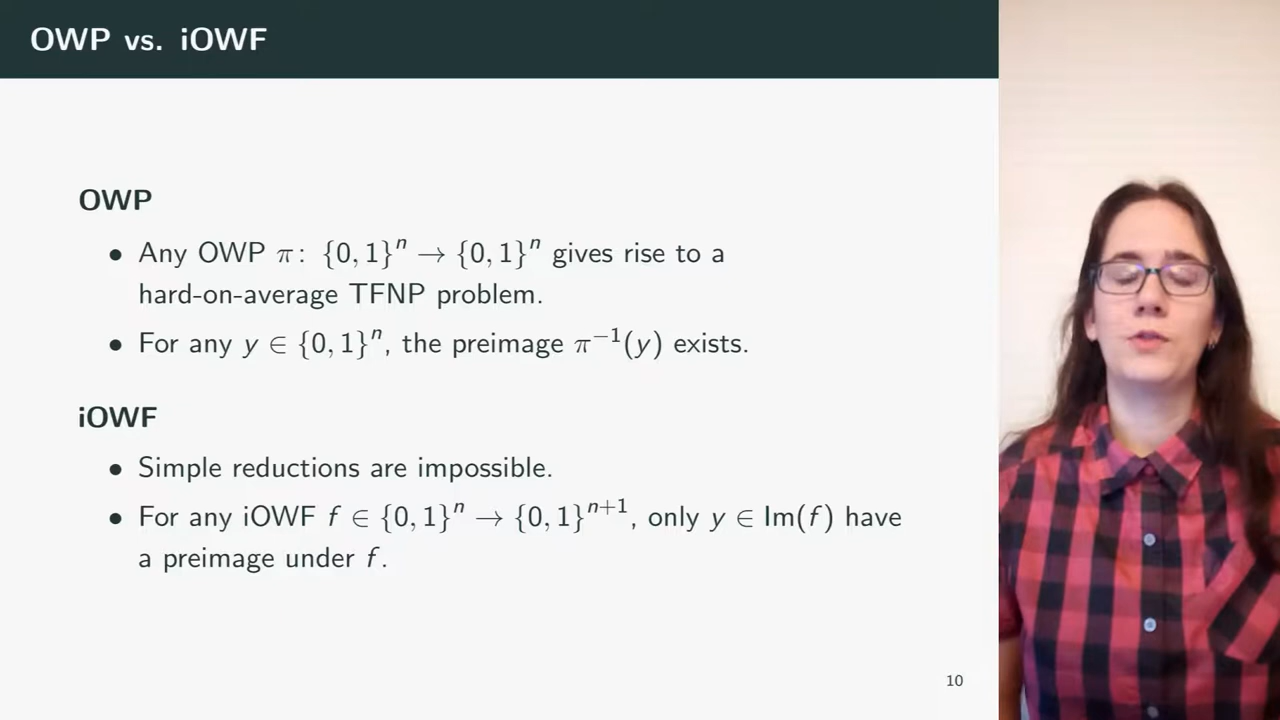 OWP vs. iOWF
OWP
• Any OWP π: {0, 1}ⁿ → {0, 1}ⁿ gives rise to a
hard-on-average TFNP problem.
• For any y ∈ {0, 1}ⁿ, the preimage π⁻¹(y) exists.
iOWF
• Simple reductions are impossible.
• For any iOWF f ∈ {0, 1}ⁿ → {0, 1}ⁿ⁺¹, only y ∈ Im(f) have
a preimage under f.
10